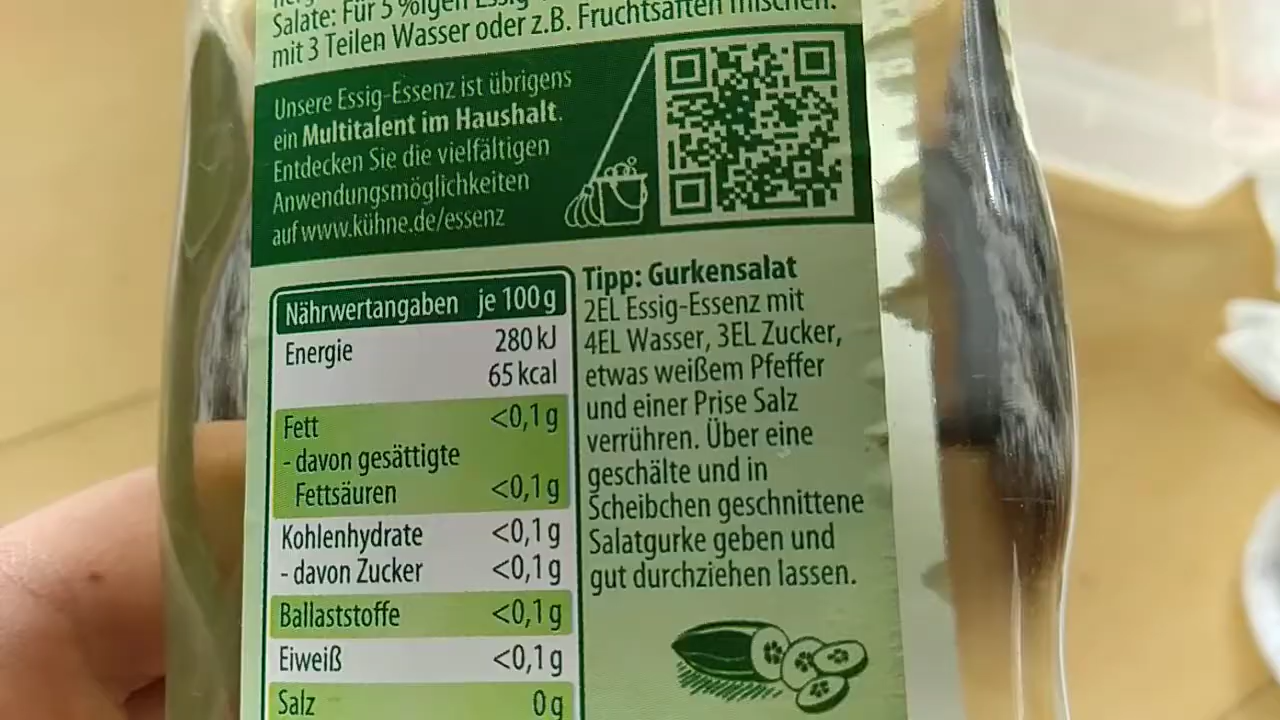 Salate: Für 5 %igen Essig
mit 3 Teilen Wasser oder z.B. Fruchtsäften mischen.
Unsere Essig-Essenz ist übrigens
ein Multitalent im Haushalt.
Entdecken Sie die vielfältigen
Anwendungsmöglichkeiten
auf www.kühne.de/essenz
Nährwertangaben je 100 g
Energie 280 kJ
65 kcal
Fett <0,1 g
- davon gesättigte
Fettsäuren <0,1 g
Kohlenhydrate <0,1 g
- davon Zucker <0,1 g
Ballaststoffe <0,1 g
Eiweiß <0,1 g
Salz 0 g
Tipp: Gurkensalat
2EL Essig-Essenz mit
4EL Wasser, 3EL Zucker,
etwas weißem Pfeffer
und einer Prise Salz
verrühren. Über eine
geschälte und in
Scheibchen geschnittene
Salatgurke geben und
gut durchziehen lassen.